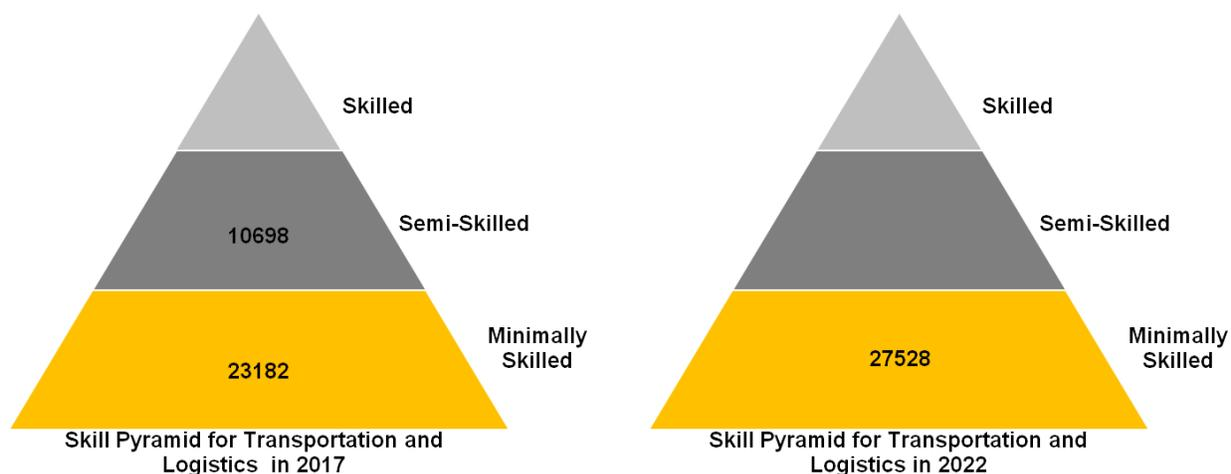 Skilled
Semi-Skilled
10698
Minimally
Skilled
23182
Skill Pyramid for Transportation and
Logistics in 2017
Skilled
Semi-Skilled
Minimally
Skilled
27528
Skill Pyramid for Transportation and
Logistics in 2022